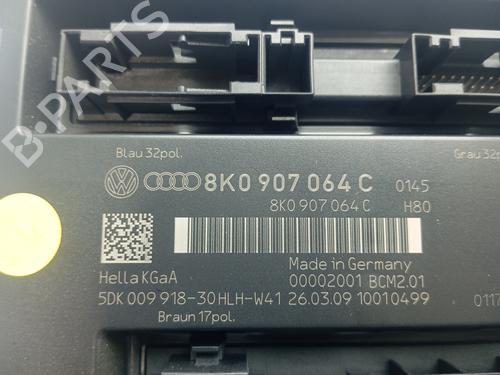 B-PARTS
Blau 32pol.
Grau 32po
8K0 907 064 C 0145
8K0 907 064 C H80
Made in Germany
Hella KGaA 00002001 BCM2.01
5DK 009 918-30 HLH-W41 26.03.09 10010499 0117
Braun 17pol.